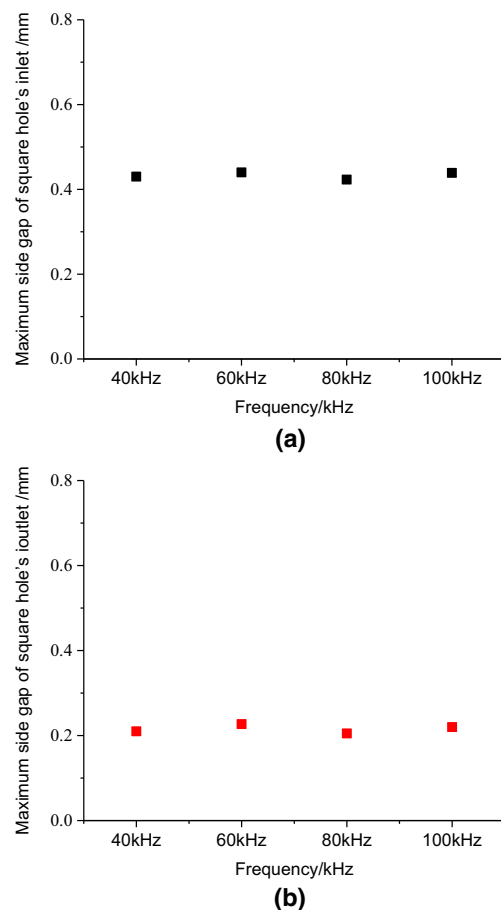 Maximum side gap of square hole's inlet /mm
0.8
0.6
0.4
0.2
0.0
40kHz 60kHz 80kHz 100kHz
Frequency/kHz
(a)
Maximum side gap of square hole's ioutlet /mm
0.8
0.6
0.4
0.2
0.0
40kHz 60kHz 80kHz 100kHz
Frequency/kHz
(b)